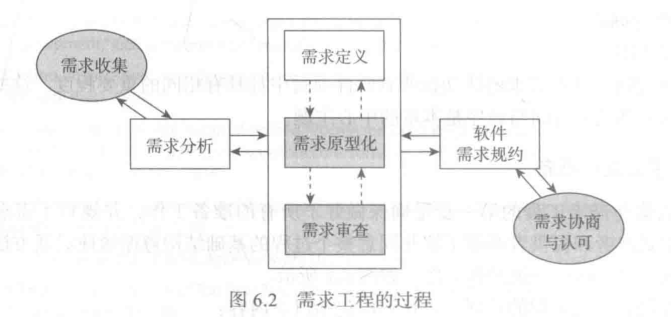 需求收集
需求分析
需求定义
需求原型化
需求审查
软件
需求规约
需求协商
与认可
图 6.2 需求工程的过程